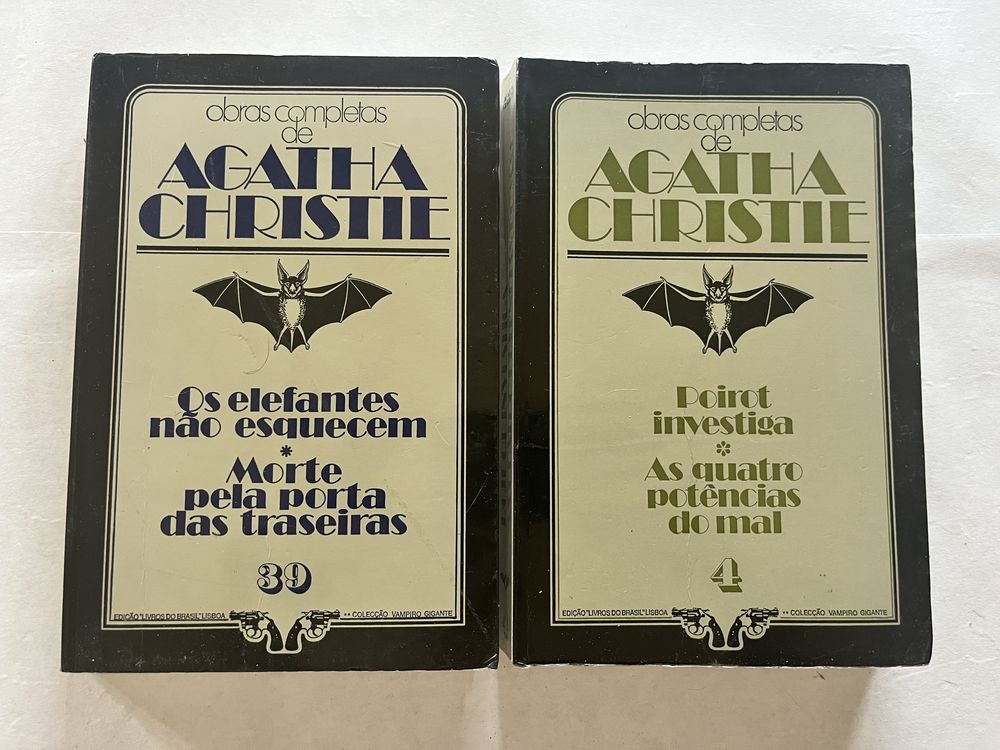 obras completas
de
AGATHA
CHRISTIE
Os elefantes
não esquecem
*
Morte
pela porta
das traseiras
39
EDIÇÃO "LIVROS DO BRASIL" LISBOA
** COLECÇÃO VAMPIRO GIGANTE
obras completas
de
AGATHA
CHRISTIE
Poirot
investiga
*
As quatro
potências
do mal
4
EDIÇÃO "LIVROS DO BRASIL" LISBOA
** COLECÇÃO VAMPIRO GIGANTE